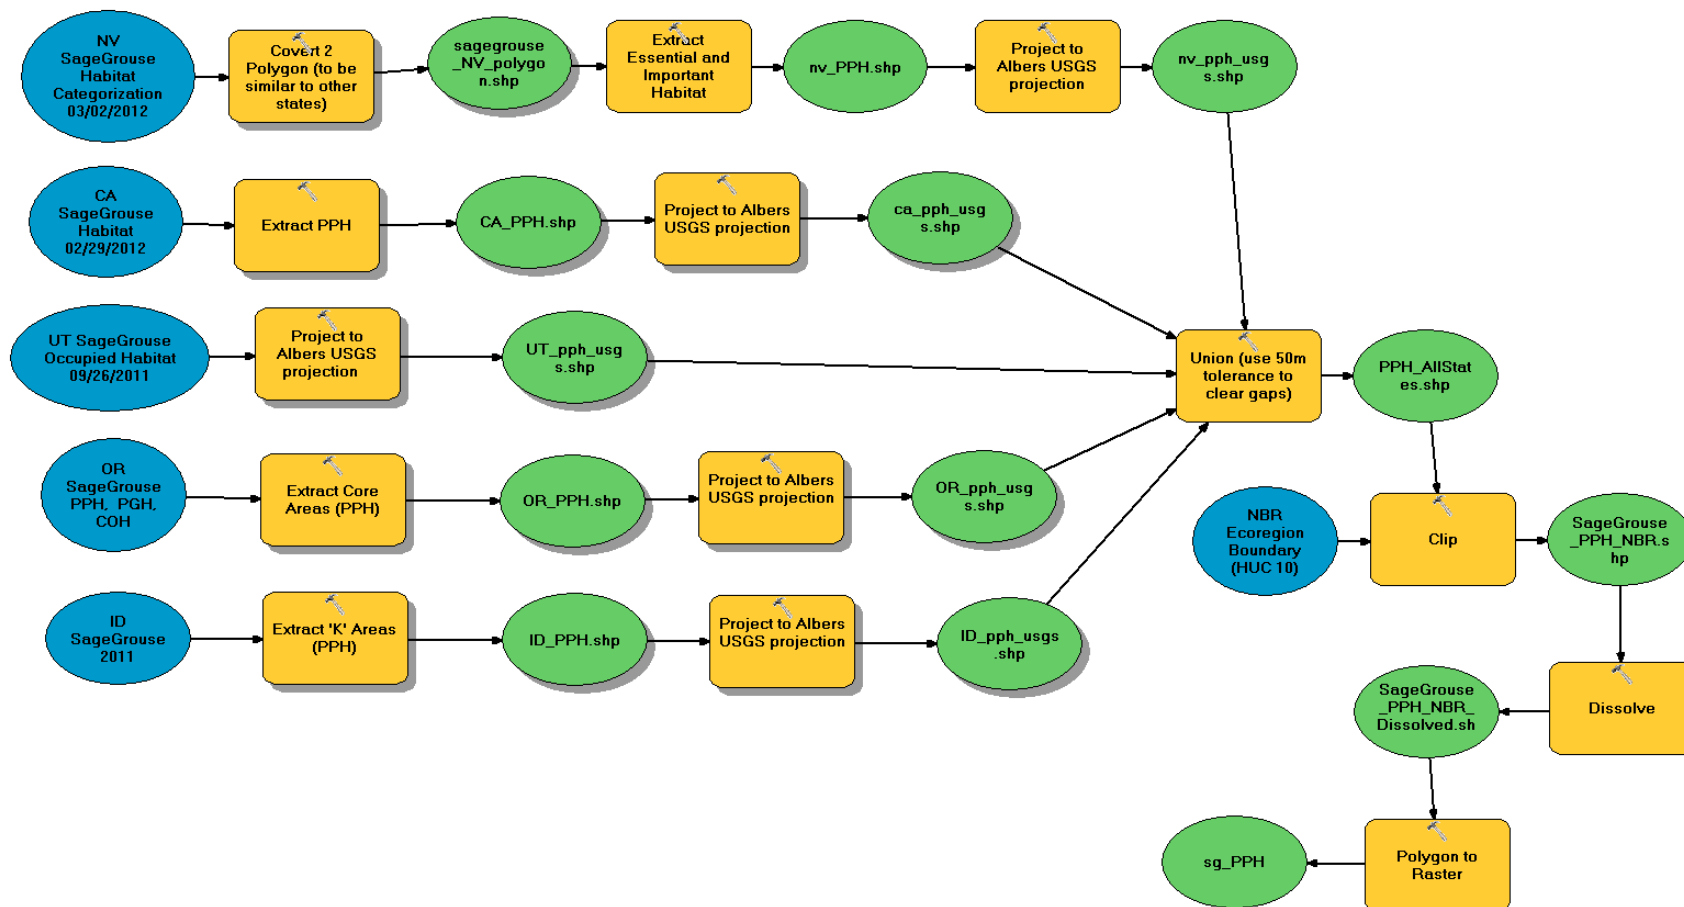 NV
SageGrouse
Habitat
Categorization
03/02/2012
Covert 2
Polygon (to be
similar to other
states)
sagegrouse
_NV_polygo
n.shp
Extract
Essential and
Important
Habitat
nv_PPH.shp
Project to
Albers USGS
projection
nv_pph_usg
s.shp
CA
SageGrouse
Habitat
02/29/2012
Extract PPH
CA_PPH.shp
Project to Albers
USGS projection
ca_pph_usg
s.shp
UT SageGrouse
Occupied Habitat
09/26/2011
Project to
Albers USGS
projection
UT_pph_usg
s.shp
Union (use 50m
tolerance to
clear gaps)
PPH_AllStat
es.shp
OR
SageGrouse
PPH, PGH,
COH
Extract Core
Areas (PPH)
OR_PPH.shp
Project to Albers
USGS projection
OR_pph_usg
s.shp
NBR
Ecoregion
Boundary
(HUC 10)
Clip
SageGrouse
_PPH_NBR.s
hp
ID
SageGrouse
2011
Extract 'K' Areas
(PPH)
ID_PPH.shp
Project to Albers
USGS projection
ID_pph_usgs
.shp
Dissolve
SageGrouse
_PPH_NBR_
Dissolved.sh
Polygon to
Raster
sg_PPH